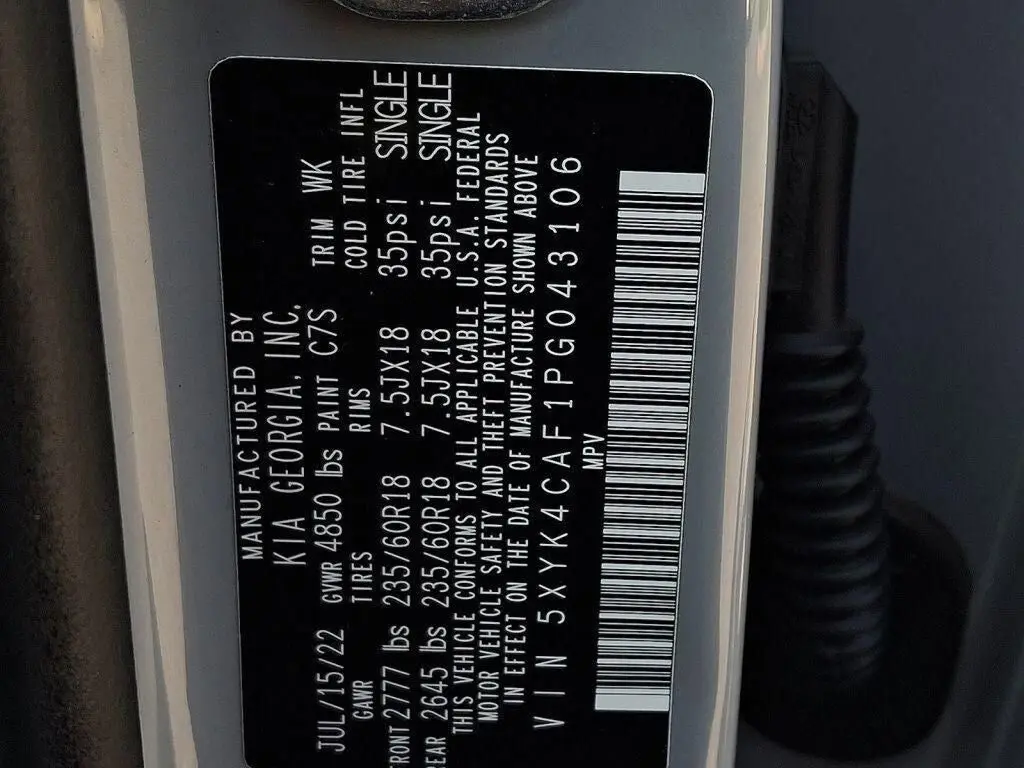 MANUFACTURED BY
KIA GEORGIA, INC.
JUL/15/22 GVWR 4850 lbs PAINT C7S TRIM WK
GAWR TIRES RIMS COLD TIRE INFL
FRONT 2777 lbs 235/60R18 7.5JX18 35psi SINGLE
REAR 2645 lbs 235/60R18 7.5JX18 35psi SINGLE
THIS VEHICLE CONFORMS TO ALL APPLICABLE U.S.A. FEDERAL
MOTOR VEHICLE SAFETY AND THEFT PREVENTION STANDARDS
IN EFFECT ON THE DATE OF MANUFACTURE SHOWN ABOVE
VIN 5XYK4CAF1PG043106
MPV